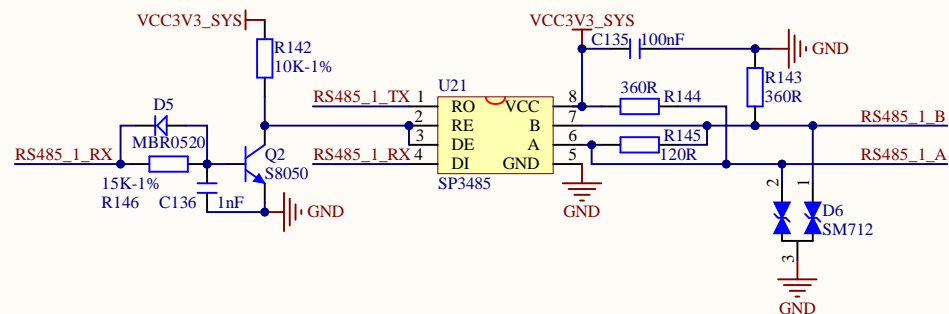 VCC3V3_SYS
VCC3V3_SYS
R142
10K-1%
C135
100nF
GND
R143
360R
U21
360R
R144
RS485_1_TX
1
RO
VCC
8
D5
MBR0520
2
RE
B
7
RS485_1_B
3
DE
A
6
R145
120R
RS485_1_RX
RS485_1_RX
4
DI
GND
5
RS485_1_A
Q2
S8050
SP3485
15K-1%
R146
C136
1nF
GND
GND
2
1
D6
SM712
3
GND